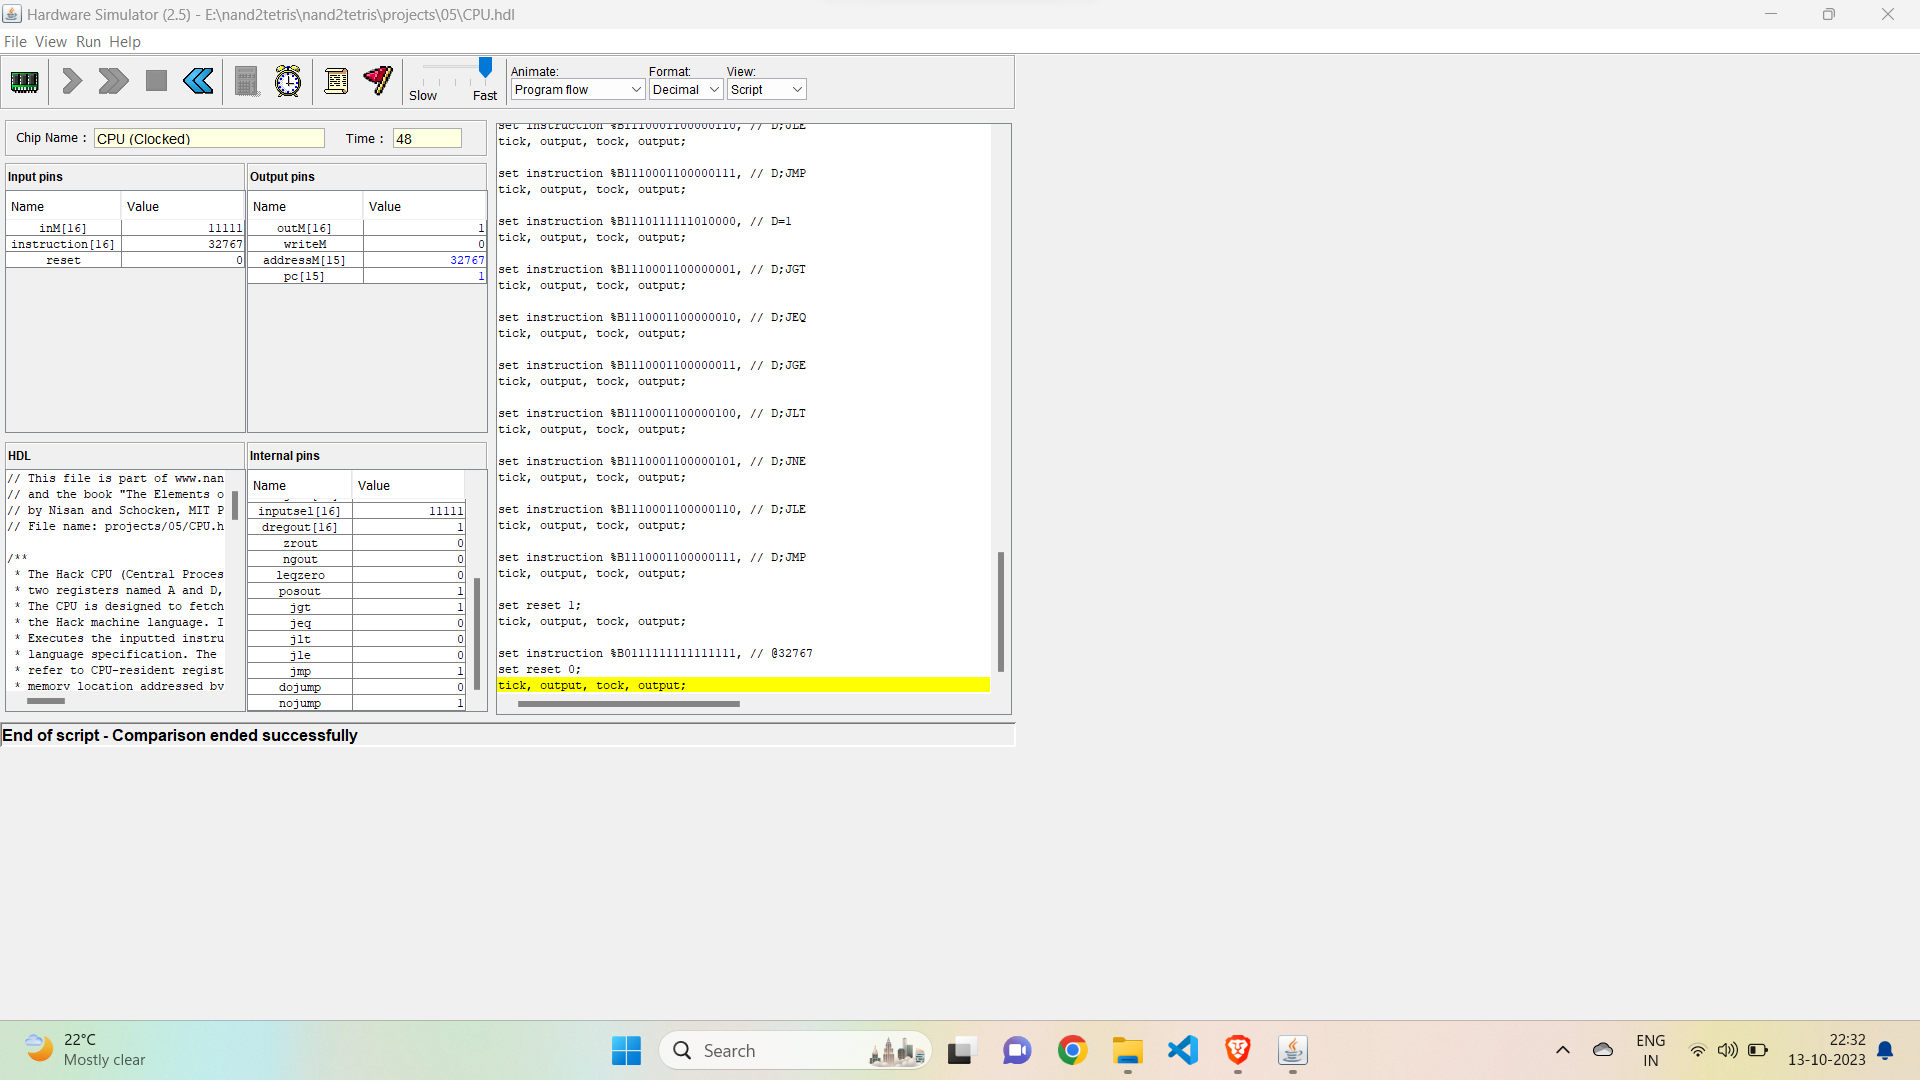 Hardware Simulator (2.5) - E:\nand2tetris\nand2tetris\projects\05\CPU.hdl
File View Run Help
Slow Fast
Animate: Format: View:
Program flow Decimal Script
Chip Name : CPU (Clocked) Time : 48
Input pins
Name Value
inM[16] 11111
instruction[16] 32767
reset 0
Output pins
Name Value
outM[16] 1
writeM 0
addressM[15] 32767
pc[15] 1
HDL
// This file is part of www.nan
// and the book "The Elements o
// by Nisan and Schocken, MIT P
// File name: projects/05/CPU.h
/**
* The Hack CPU (Central Proces
* two registers named A and D,
* The CPU is designed to fetch
* the Hack machine language. I
* Executes the inputted instru
* language specification. The
* refer to CPU-resident regist
* memory location addressed by
Internal pins
Name Value
inputsel[16] 11111
dregout[16] 1
zrout 0
ngout 0
leqzero 0
posout 1
jgt 1
jeq 0
jlt 0
jle 0
jmp 1
dojump 0
nojump 1
set instruction %B1110001100000110, // D;JLE
tick, output, tock, output;
set instruction %B1110001100000111, // D;JMP
tick, output, tock, output;
set instruction %B1110111111010000, // D=1
tick, output, tock, output;
set instruction %B1110001100000001, // D;JGT
tick, output, tock, output;
set instruction %B1110001100000010, // D;JEQ
tick, output, tock, output;
set instruction %B1110001100000011, // D;JGE
tick, output, tock, output;
set instruction %B1110001100000100, // D;JLT
tick, output, tock, output;
set instruction %B1110001100000101, // D;JNE
tick, output, tock, output;
set instruction %B1110001100000110, // D;JLE
tick, output, tock, output;
set instruction %B1110001100000111, // D;JMP
tick, output, tock, output;
set reset 1;
tick, output, tock, output;
set instruction %B0111111111111111, // @32767
set reset 0;
tick, output, tock, output;
End of script - Comparison ended successfully
22°C
Mostly clear
Search
ENG
IN
22:32
13-10-2023